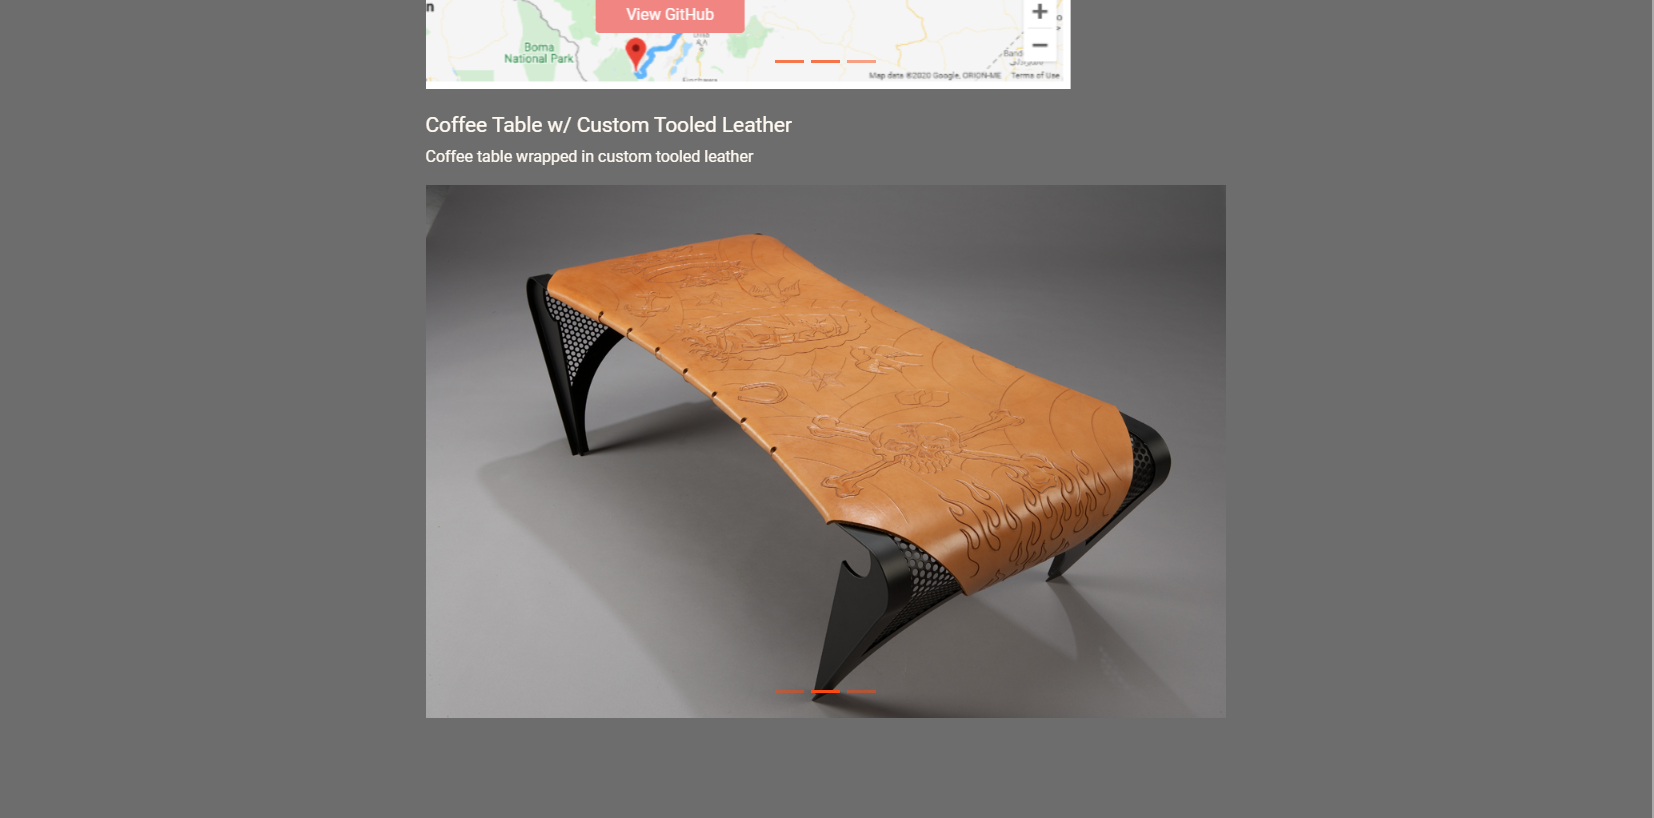 n
View GitHub
Boma
National Park
Map data ©2020 Google, ORION-ME
Terms of Use
Coffee Table w/ Custom Tooled Leather
Coffee table wrapped in custom tooled leather